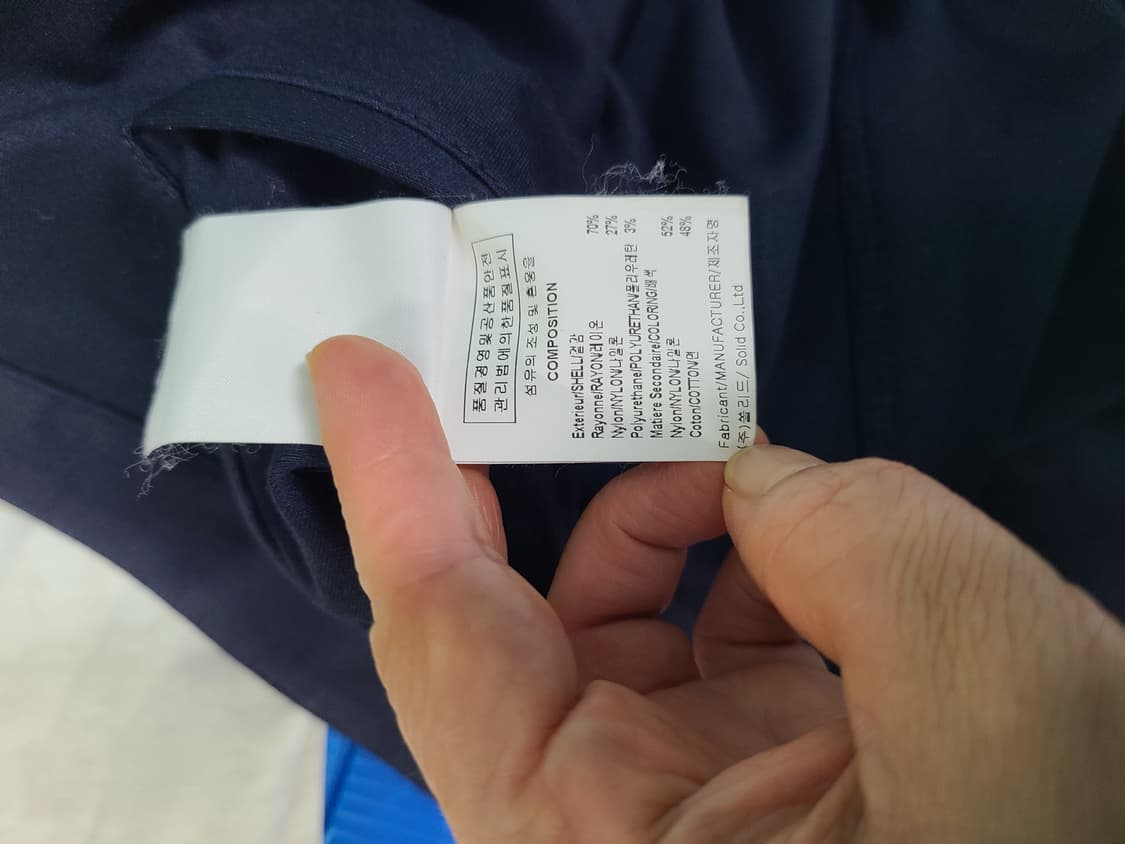 품질경영및공산품안전
관리법에의한품질표시
섬유의 조성 및 혼용율
COMPOSITION
Exterieur/SHELL/겉감
Rayonne/RAYON/레이온 70%
Nylon/NYLON/나일론 27%
Polyurethane/POLYURETHAN/폴리우레탄 3%
Matiere Secondaire/COLORING/배색
Nylon/NYLON/나일론 52%
Coton/COTTON/면 48%
Fabricant/MANUFACTURER/제조자명
(주)쏠리드/ Solid Co.,Ltd